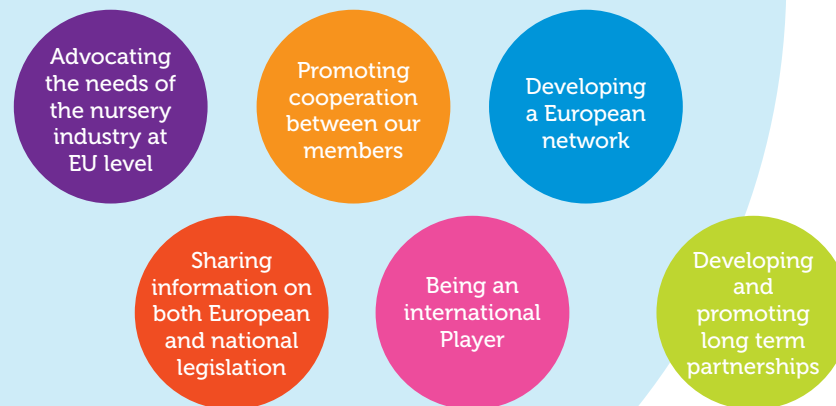 Advocating
the needs of
the nursery
industry at
EU level
Promoting
cooperation
between our
members
Developing
a European
network
Sharing
information on
both European
and national
legislation
Being an
international
Player
Developing
and
promoting
long term
partnerships